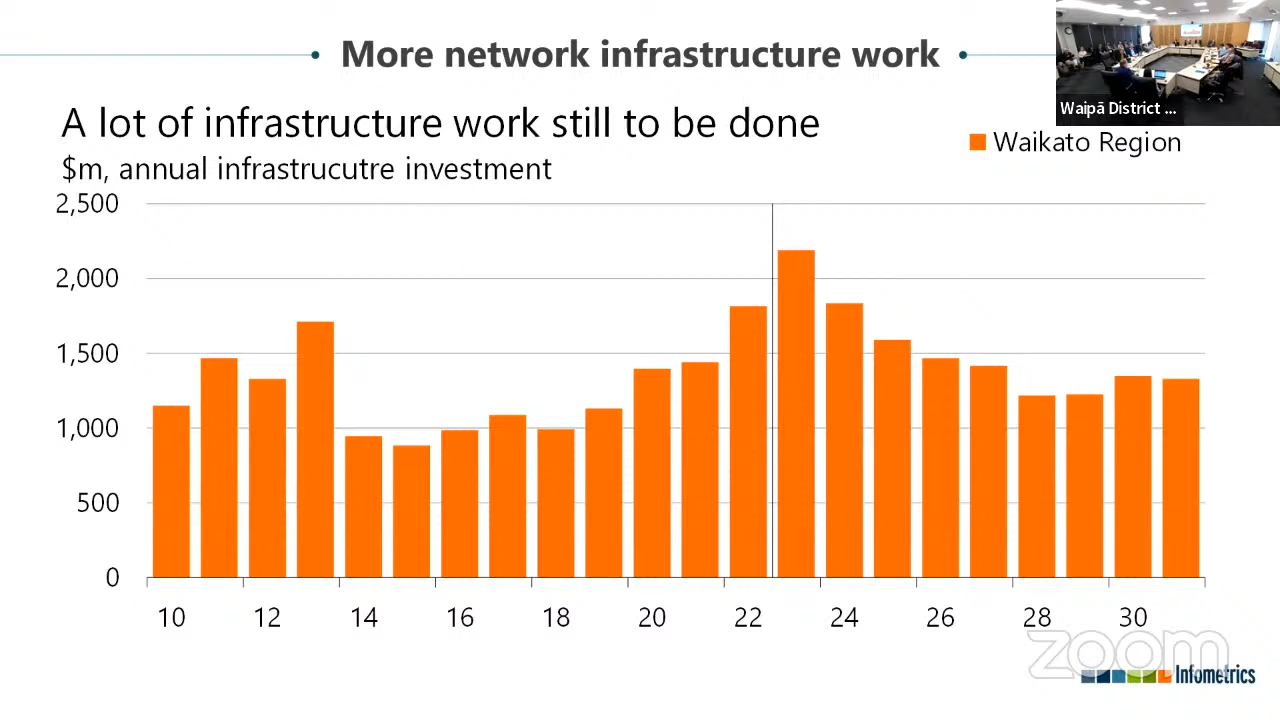 More network infrastructure work
Waipā District ...
A lot of infrastructure work still to be done
$m, annual infrastrucutre investment
Waikato Region
2,500
2,000
1,500
1,000
500
0
10 12 14 16 18 20 22 24 26 28 30
zoom
Infometrics